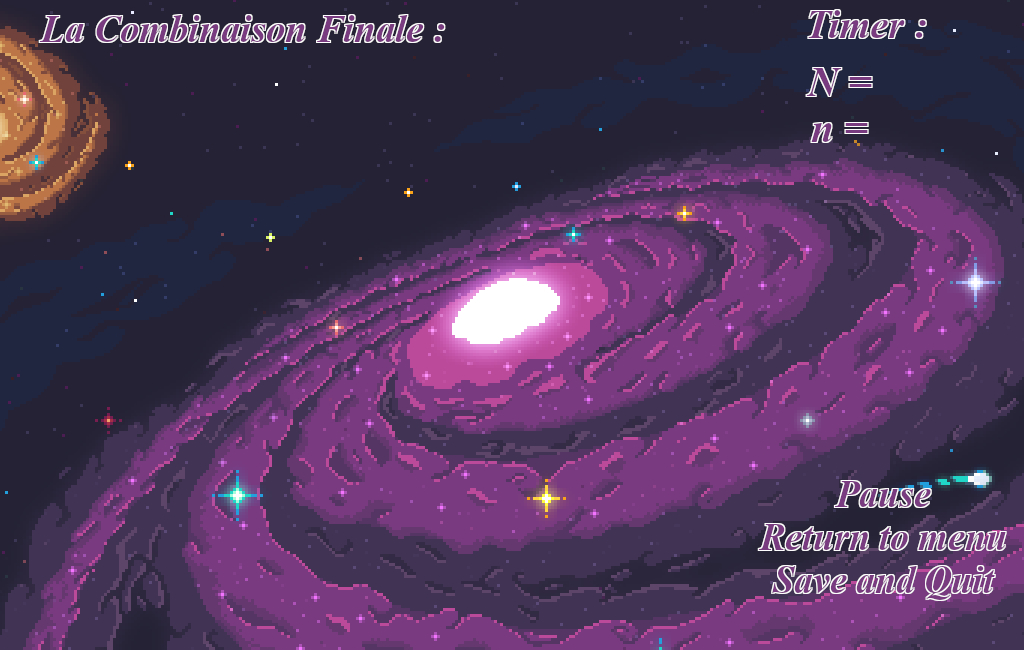 La Combinaison Finale :
Timer :
N =
n =
Pause
Return to menu
Save and Quit